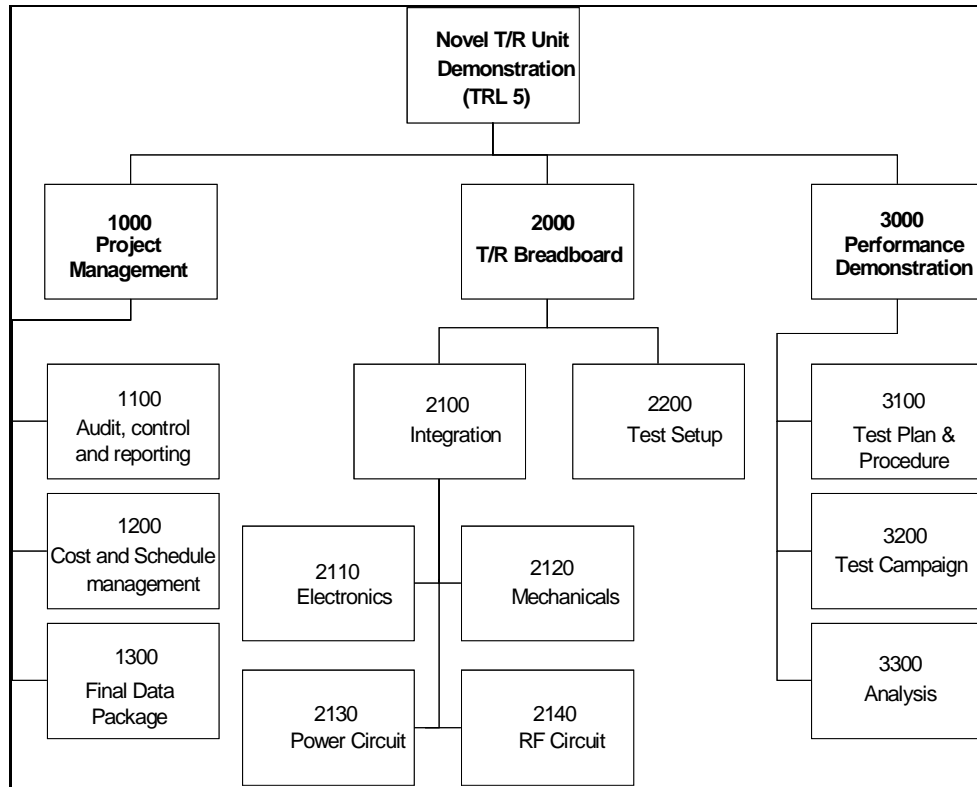 Novel T/R Unit
Demonstration
(TRL 5)
1000
Project
Management
2000
T/R Breadboard
3000
Performance
Demonstration
1100
Audit, control
and reporting
2100
Integration
2200
Test Setup
3100
Test Plan &
Procedure
1200
Cost and Schedule
management
2110
Electronics
2120
Mechanicals
3200
Test Campaign
1300
Final Data
Package
2130
Power Circuit
2140
RF Circuit
3300
Analysis